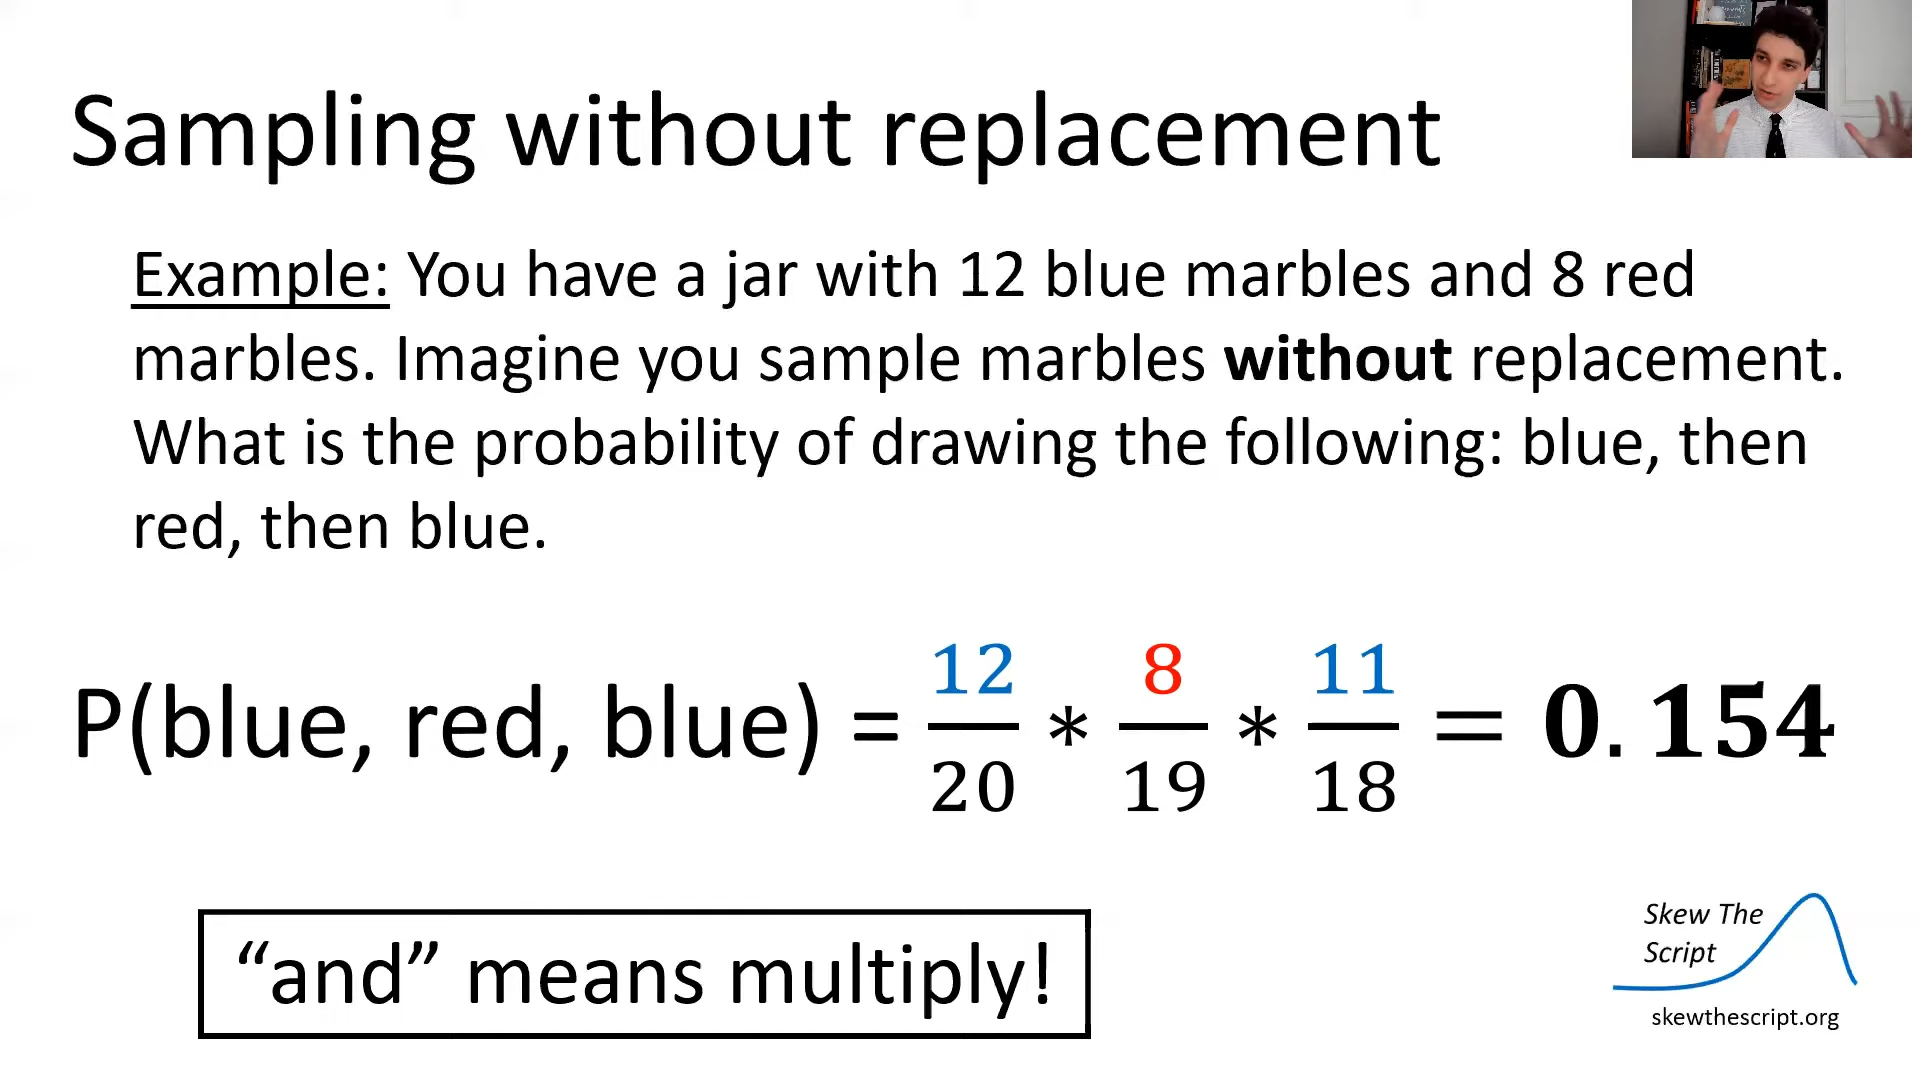 Sampling without replacement
Example: You have a jar with 12 blue marbles and 8 red
marbles. Imagine you sample marbles without replacement.
What is the probability of drawing the following: blue, then
red, then blue.
P(blue, red, blue) = 12/20 * 8/19 * 11/18 = 0.154
“and” means multiply!
Skew The
Script
skewthescript.org